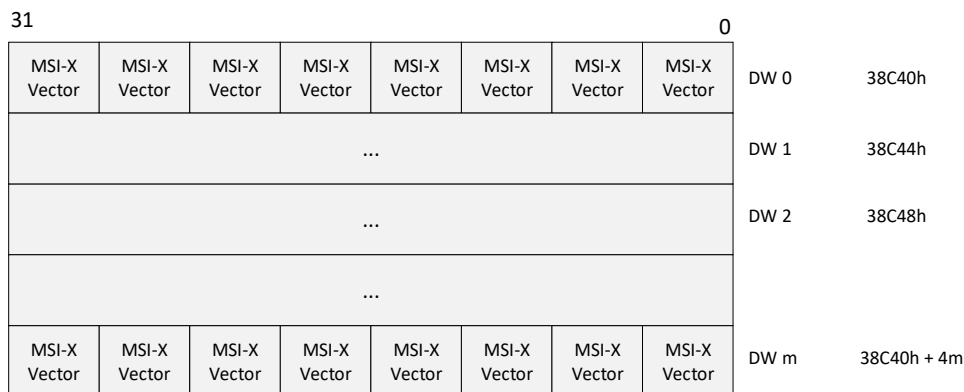 31 0
MSI-X Vector MSI-X Vector MSI-X Vector MSI-X Vector MSI-X Vector MSI-X Vector MSI-X Vector MSI-X Vector DW 0 38C40h
... DW 1 38C44h
... DW 2 38C48h
...
MSI-X Vector MSI-X Vector MSI-X Vector MSI-X Vector MSI-X Vector MSI-X Vector MSI-X Vector MSI-X Vector DW m 38C40h + 4m